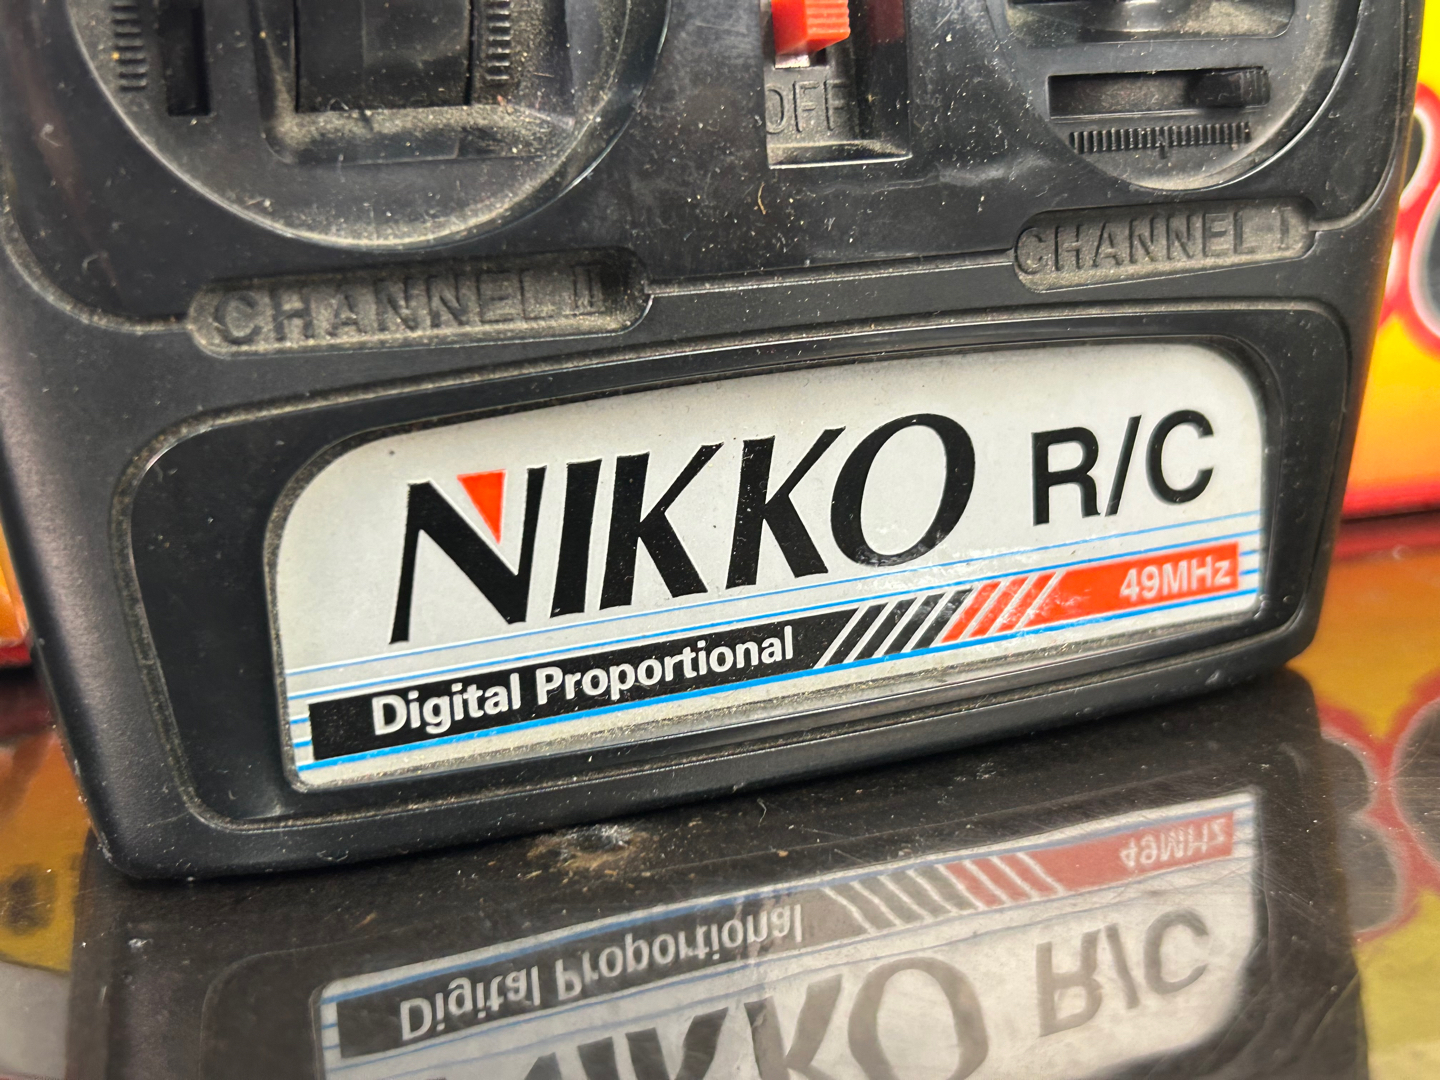 OFF
CHANNEL II
CHANNEL I
NIKKO R/C
Digital Proportional
49MHz